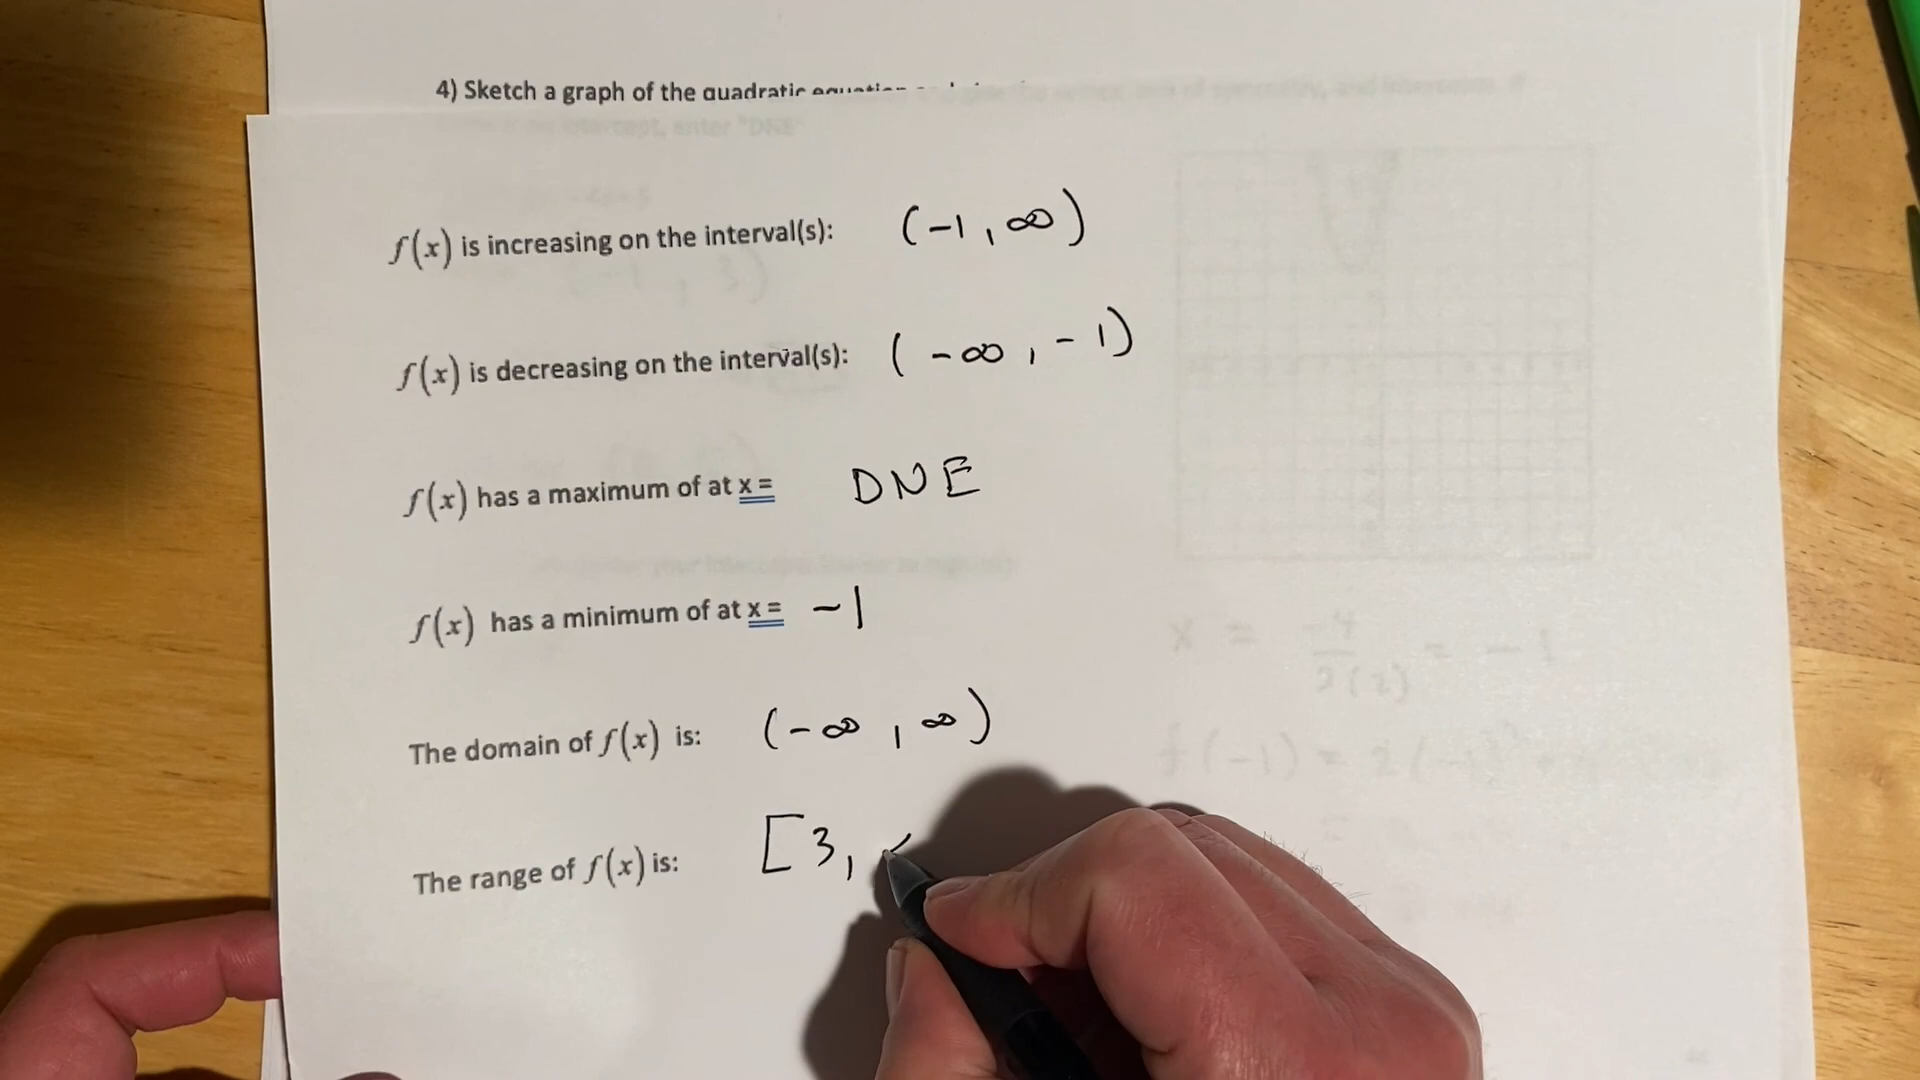 4) Sketch a graph of the quadratic equation
f(x) is increasing on the interval(s): (-1, ∞)
f(x) is decreasing on the interval(s): (-∞, -1)
f(x) has a maximum of at x = DNE
f(x) has a minimum of at x = -1
The domain of f(x) is: (-∞, ∞)
The range of f(x) is: [3,